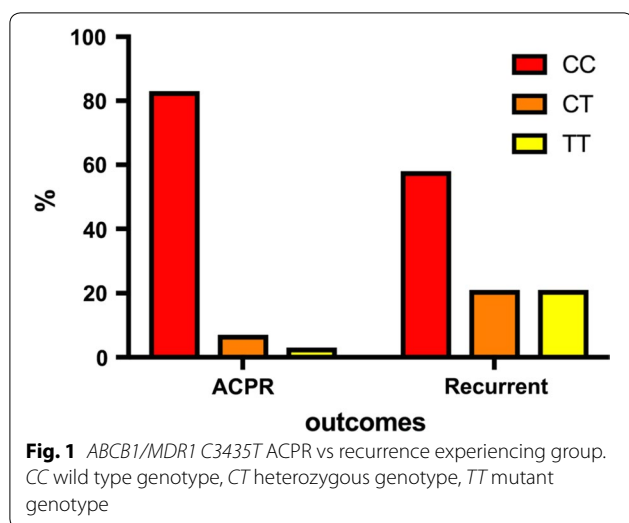 100
80
60
40
20
0
%
CC
CT
TT
ACPR
Recurrent
outcomes
Fig. 1 ABCB1/MDR1 C3435T ACPR vs recurrence experiencing group.
CC wild type genotype, CT heterozygous genotype, TT mutant
genotype